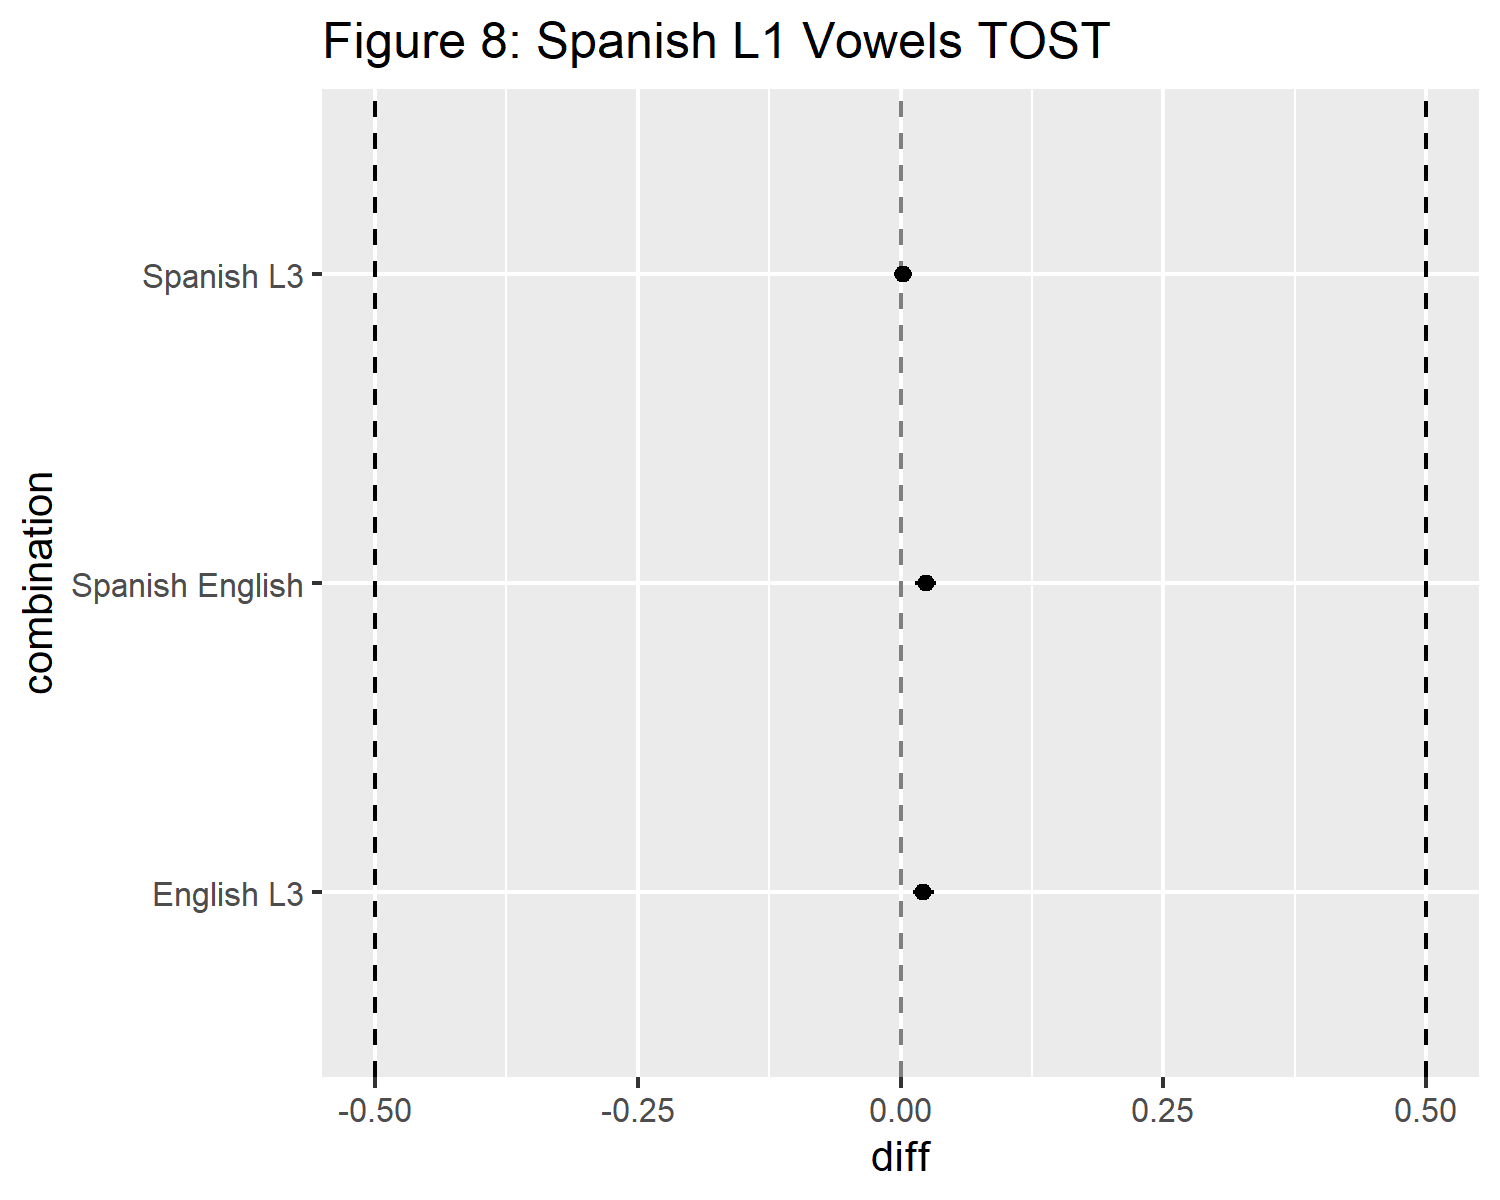 Figure 8: Spanish L1 Vowels TOST
Spanish L3
Spanish English
English L3
combination
-0.50
-0.25
0.00
0.25
0.50
diff